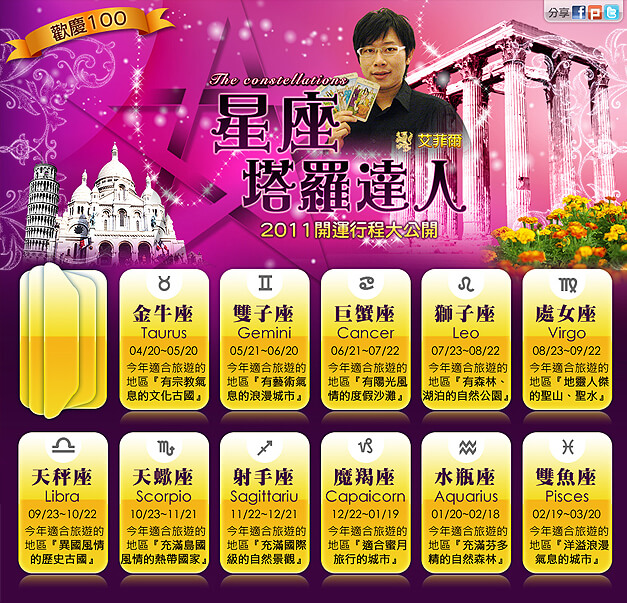 歡慶100
分享
The constellations
星座
塔羅達人
艾菲爾
2011開運行程大公開
金牛座
Taurus
04/20~05/20
今年適合旅遊的
地區『有宗教氣
息的文化古國』
雙子座
Gemini
05/21~06/20
今年適合旅遊的
地區『有藝術氣
息的浪漫城市』
巨蟹座
Cancer
06/21~07/22
今年適合旅遊的
地區『有陽光風
情的度假沙灘』
獅子座
Leo
07/23~08/22
今年適合旅遊的
地區『有森林、
湖泊的自然公園』
處女座
Virgo
08/23~09/22
今年適合旅遊的
地區『地靈人傑
的聖山、聖水』
天秤座
Libra
09/23~10/22
今年適合旅遊的
地區『異國風情
的歷史古國』
天蠍座
Scorpio
10/23~11/21
今年適合旅遊的
地區『充滿島國
風情的熱帶國家』
射手座
Sagittariu
11/22~12/21
今年適合旅遊的
地區『充滿國際
級的自然景觀』
魔羯座
Capaicorn
12/22~01/19
今年適合旅遊的
地區『適合蜜月
旅行的城市』
水瓶座
Aquarius
01/20~02/18
今年適合旅遊的
地區『充滿芬多
精的自然森林』
雙魚座
Pisces
02/19~03/20
今年適合旅遊的
地區『洋溢浪漫
氣息的城市』